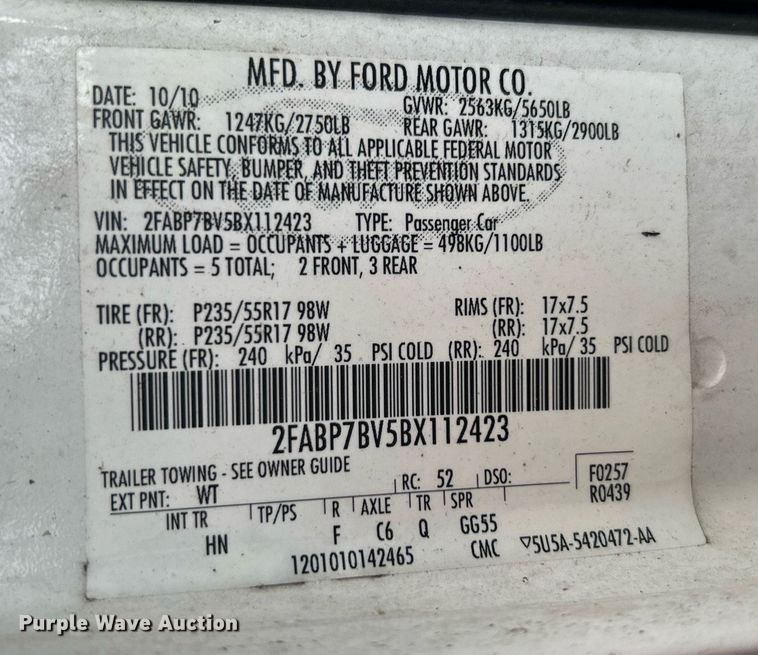 MFD. BY FORD MOTOR CO.
DATE: 10/10 GVWR: 2563KG/5650LB
FRONT GAWR: 1247KG/2750LB REAR GAWR: 1315KG/2900LB
THIS VEHICLE CONFORMS TO ALL APPLICABLE FEDERAL MOTOR
VEHICLE SAFETY, BUMPER, AND THEFT PREVENTION STANDARDS
IN EFFECT ON THE DATE OF MANUFACTURE SHOWN ABOVE.
VIN: 2FABP7BV5BX112423 TYPE: Passenger Car
MAXIMUM LOAD = OCCUPANTS + LUGGAGE = 498KG/1100LB
OCCUPANTS = 5 TOTAL; 2 FRONT, 3 REAR
TIRE (FR): P235/55R17 98W RIMS (FR): 17x7.5
(RR): P235/55R17 98W (RR): 17x7.5
PRESSURE (FR): 240 kPa/ 35 PSI COLD (RR): 240 kPa/ 35 PSI COLD
2FABP7BV5BX112423
TRAILER TOWING - SEE OWNER GUIDE
EXT PNT: WT RC: 52 DSO: F0257
R0439
INT TR TP/PS R AXLE TR SPR
HN F C6 Q GG55
1201010142465 CMC ▽5U5A-5420472-AA
Purple Wave Auction